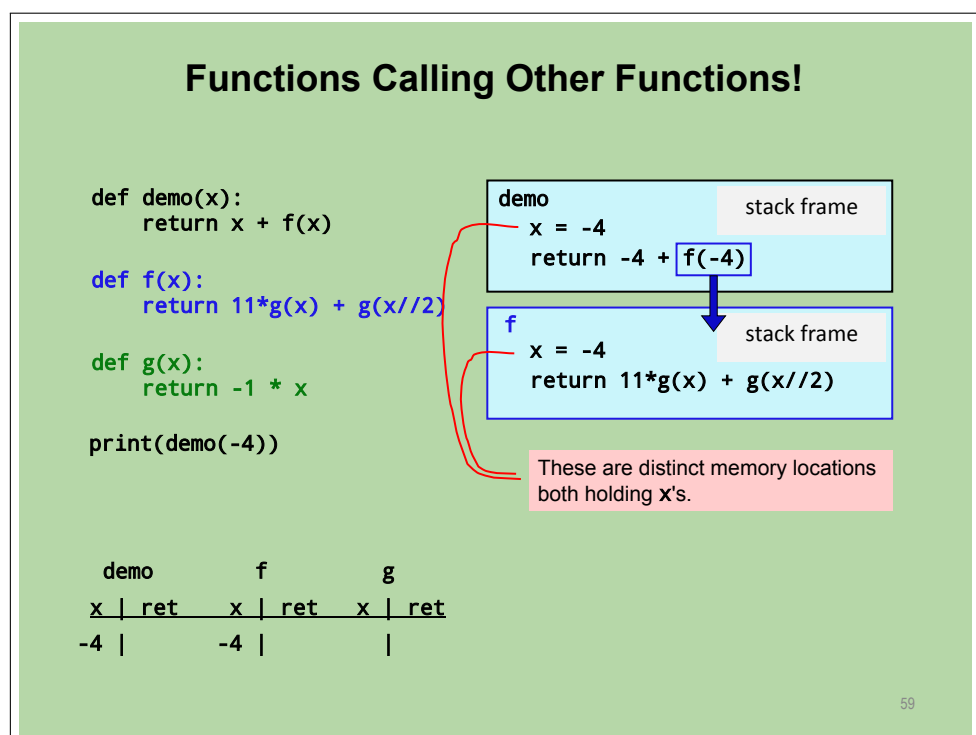 Functions Calling Other Functions!
def demo(x):
    return x + f(x)
def f(x):
    return 11*g(x) + g(x//2)
def g(x):
    return -1 * x
print(demo(-4))
demo
stack frame
x = -4
return -4 + f(-4)
f
stack frame
x = -4
return 11*g(x) + g(x//2)
These are distinct memory locations
both holding x's.
demo f g
x | ret x | ret x | ret
-4 | -4 | |
59